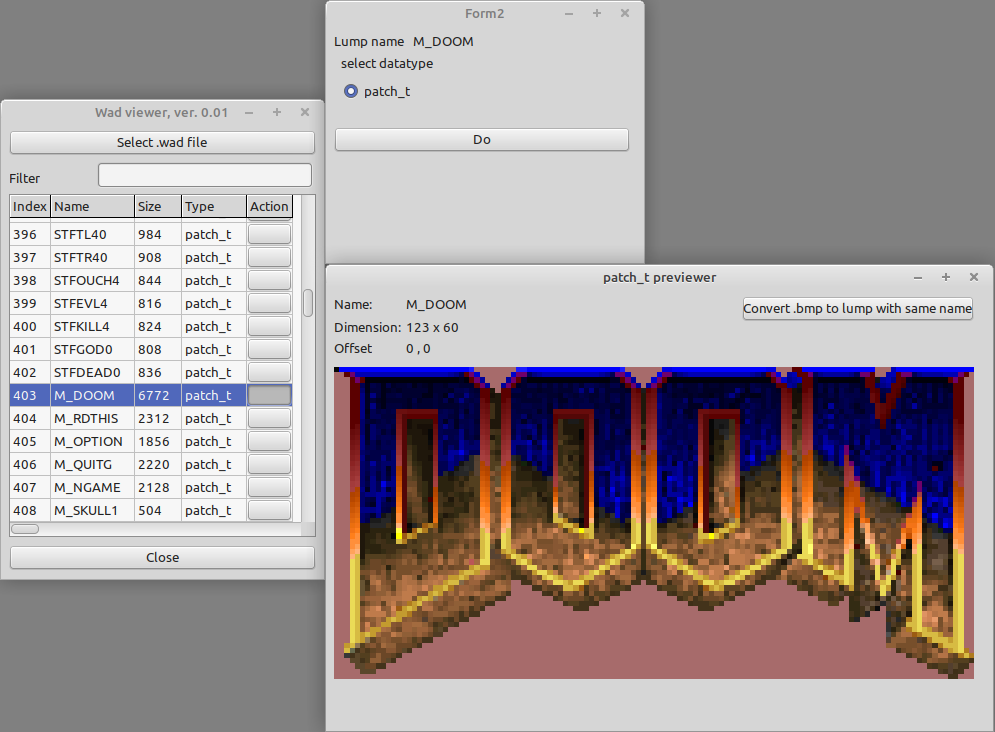 Form2
Lump name M_DOOM
select datatype
patch_t
Do
Wad viewer, ver. 0.01
Select .wad file
Filter
Index Name Size Type Action
396 STFTL40 984 patch_t
397 STFTR40 908 patch_t
398 STFOUCH4 844 patch_t
399 STFEVL4 816 patch_t
400 STFKILL4 824 patch_t
401 STFGOD0 808 patch_t
402 STFDEAD0 836 patch_t
403 M_DOOM 6772 patch_t
404 M_RDTHIS 2312 patch_t
405 M_OPTION 1856 patch_t
406 M_QUITG 2220 patch_t
407 M_NGAME 2128 patch_t
408 M_SKULL1 504 patch_t
Close
patch_t previewer
Name: M_DOOM
Convert .bmp to lump with same name
Dimension: 123 x 60
Offset 0 , 0
DOOM